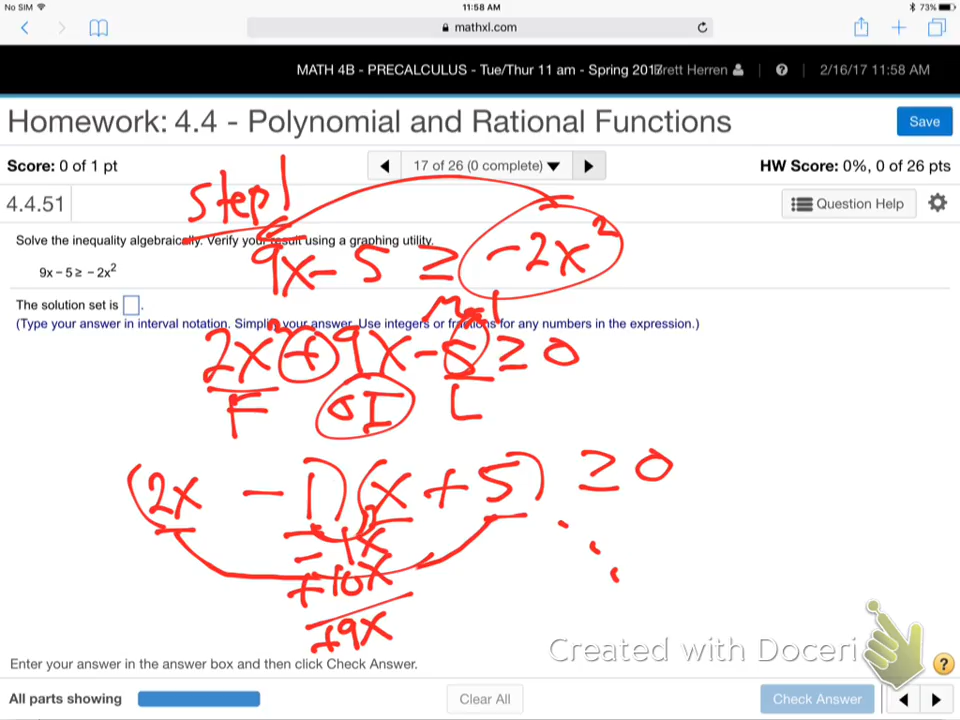 No SIM 11:58 AM 73%
mathxl.com
MATH 4B - PRECALCULUS - Tue/Thur 11 am - Spring 2017 Brett Herren 2/16/17 11:58 AM
Homework: 4.4 - Polynomial and Rational Functions Save
Score: 0 of 1 pt 17 of 26 (0 complete) HW Score: 0%, 0 of 26 pts
step 1
4.4.51 Question Help
Solve the inequality algebraically. Verify your result using a graphing utility.
9x – 5 ≥ –2x²
9x – 5 ≥ – 2x²
The solution set is .
(Type your answer in interval notation. Simplify your answer. Use integers or fractions for any numbers in the expression.)
2x² + 9x – 5 ≥ 0
F OI L
(2x – 1)(x + 5) ≥ 0
– 1x
+ 10x
+9x
Created with Doceri
Enter your answer in the answer box and then click Check Answer.
All parts showing Clear All Check Answer